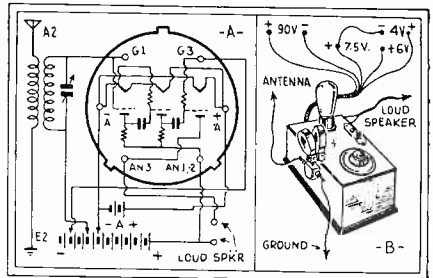 A2
G1
G3
-A-
-
A
+
A
AN3
AN1,2
- A +
E2
-
+
LOUD SPKR
+ 90V -
- 4V +
+ 7.5V.
+6V
ANTENNA
LOUD
SPEAKER
GROUND
-B-